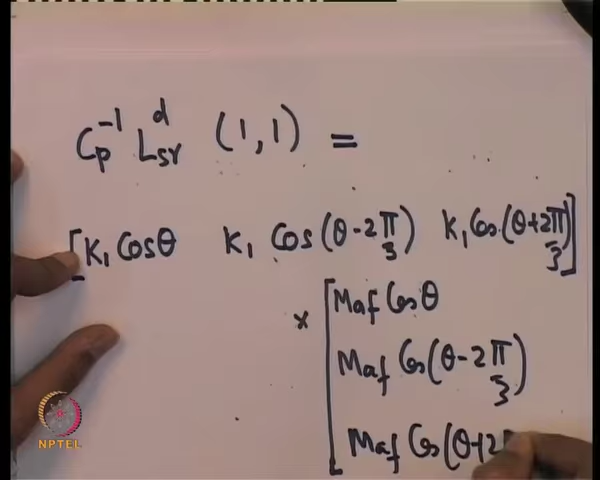 Cp⁻¹ Lsr^d (1,1) =
[K₁ Cosθ K₁ Cos(θ-2π/3) K₁ Cos(θ+2π/3)]
× [Maf Cosθ
Maf Cos(θ-2π/3)
Maf Cos(θ+2
NPTEL